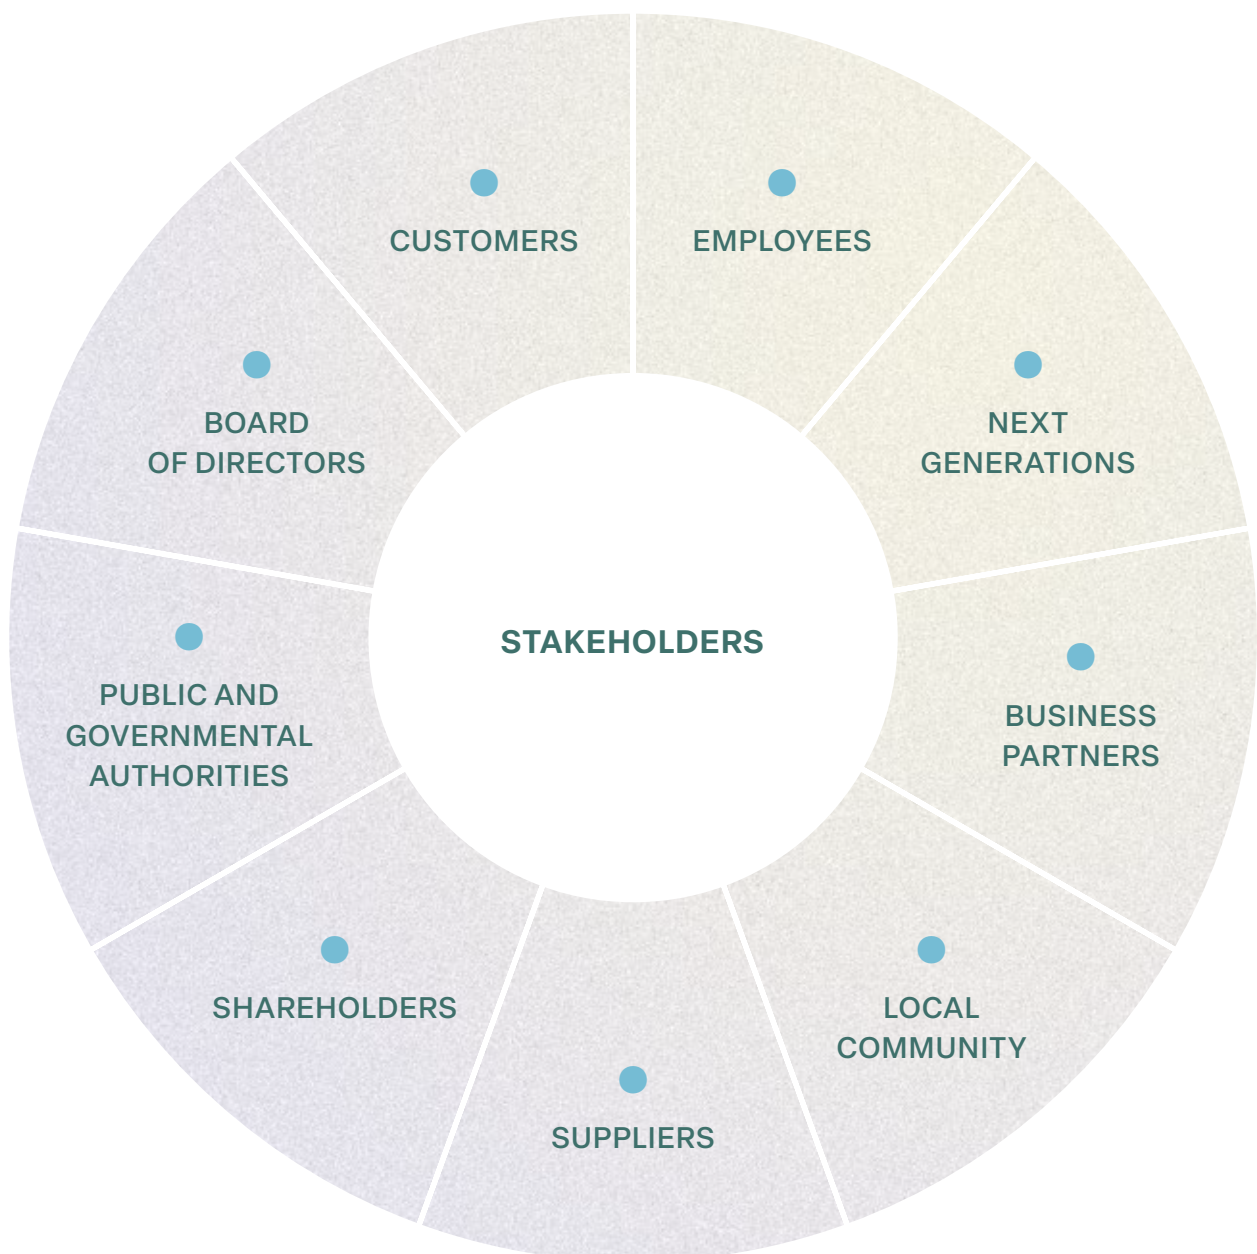 CUSTOMERS
EMPLOYEES
BOARD
OF DIRECTORS
NEXT
GENERATIONS
STAKEHOLDERS
PUBLIC AND
GOVERNMENTAL
AUTHORITIES
BUSINESS
PARTNERS
SHAREHOLDERS
LOCAL
COMMUNITY
SUPPLIERS